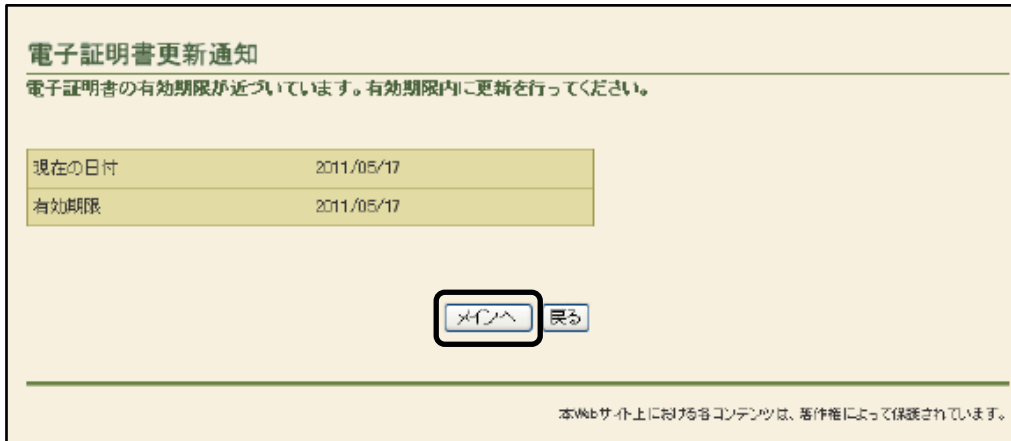 電子証明書更新通知
電子証明書の有効期限が近づいています。有効期限内に更新を行ってください。
現在の日付 2011/05/17
有効期限 2011/05/17
メインへ 戻る
本Webサイト上における各コンテンツは、著作権によって保護されています。